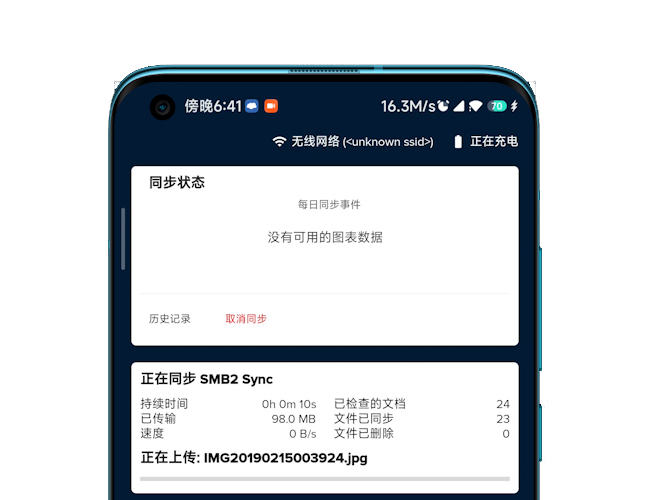 傍晚6:41 16.3M/s 70
无线网络 (<unknown ssid>) 正在充电
同步状态
每日同步事件
没有可用的图表数据
历史记录 取消同步
正在同步 SMB2 Sync
持续时间 0h 0m 10s 已检查的文档 24
已传输 98.0 MB 文件已同步 23
速度 0 B/s 文件已删除 0
正在上传: IMG20190215003924.jpg